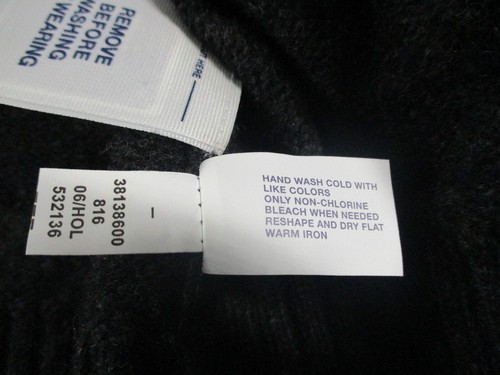 REMOVE
BEFORE
WASHING
WEARING
HERE
HAND WASH COLD WITH
LIKE COLORS
ONLY NON-CHLORINE
BLEACH WHEN NEEDED
RESHAPE AND DRY FLAT
WARM IRON
–
38138600
816
06/HOL
532136